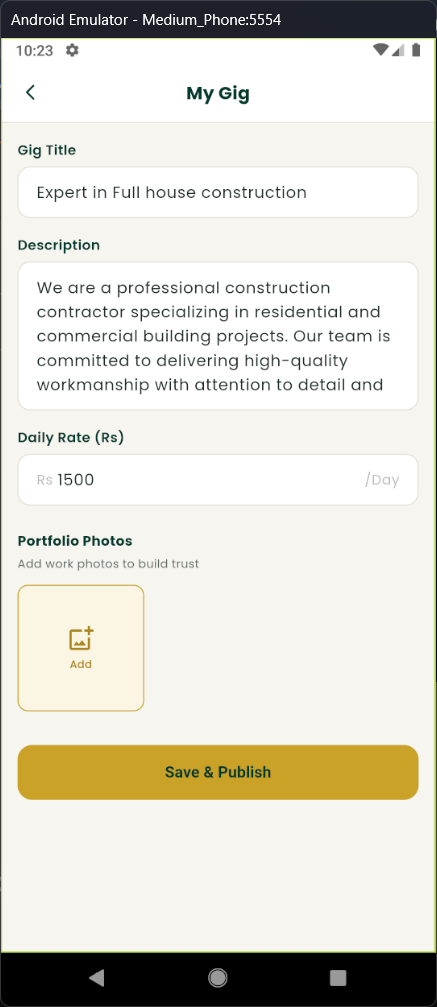 Android Emulator - Medium_Phone:5554
10:23
My Gig
Gig Title
Expert in Full house construction
Description
We are a professional construction
contractor specializing in residential and
commercial building projects. Our team is
committed to delivering high-quality
workmanship with attention to detail and
Daily Rate (Rs)
Rs 1500 /Day
Portfolio Photos
Add work photos to build trust
Add
Save & Publish